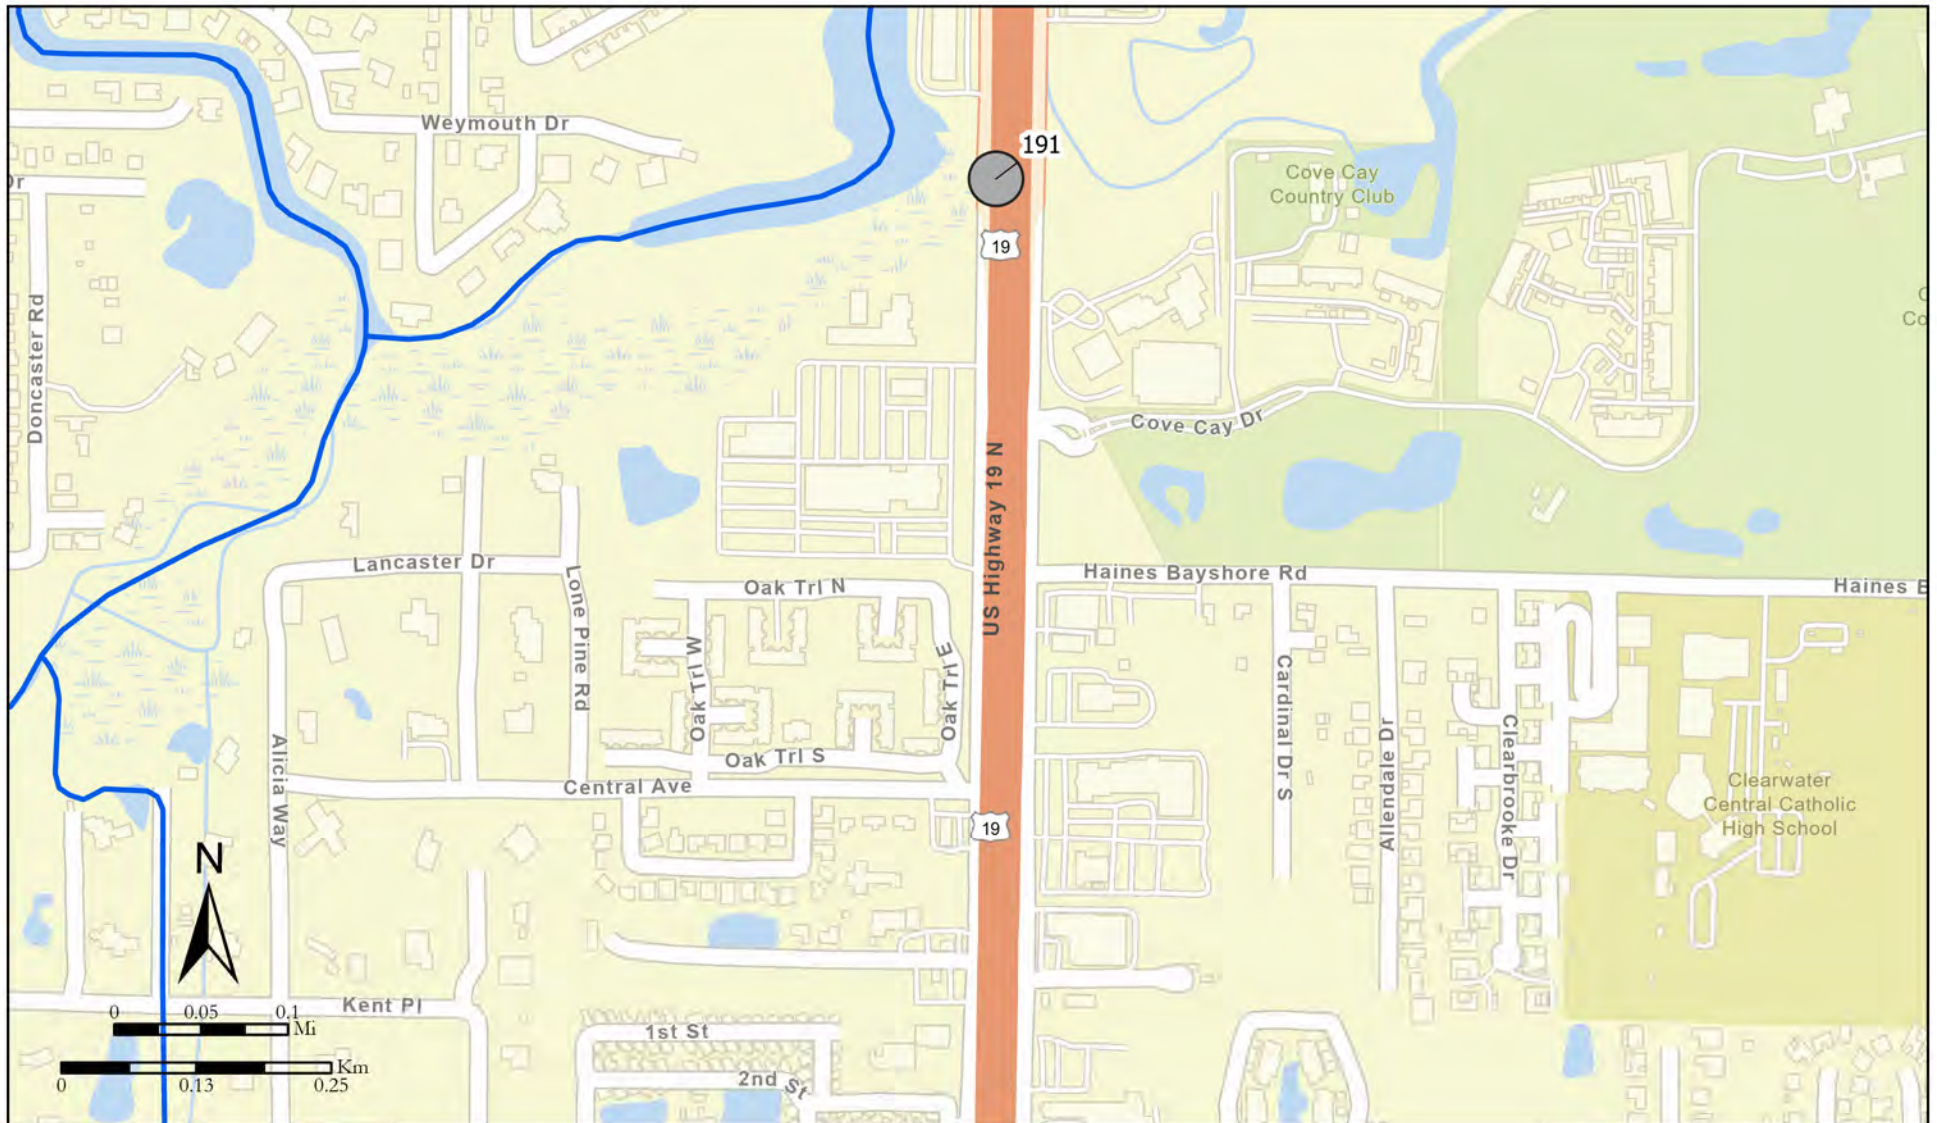 Weymouth Dr
191
Cove Cay
Country Club
19
Doncaster Rd
Cove Cay Dr
US Highway 19 N
Lancaster Dr
Lone Pine Rd
Oak Trl N
Haines Bayshore Rd
Oak Trl W
Oak Trl E
Cardinal Dr S
Allendale Dr
Clearbrooke Dr
Alicia Way
Oak Trl S
Central Ave
Clearwater
Central Catholic
High School
19
N
Kent Pl
0 0.05 0.1
Mi
Km
0 0.13 0.25
1st St
2nd St